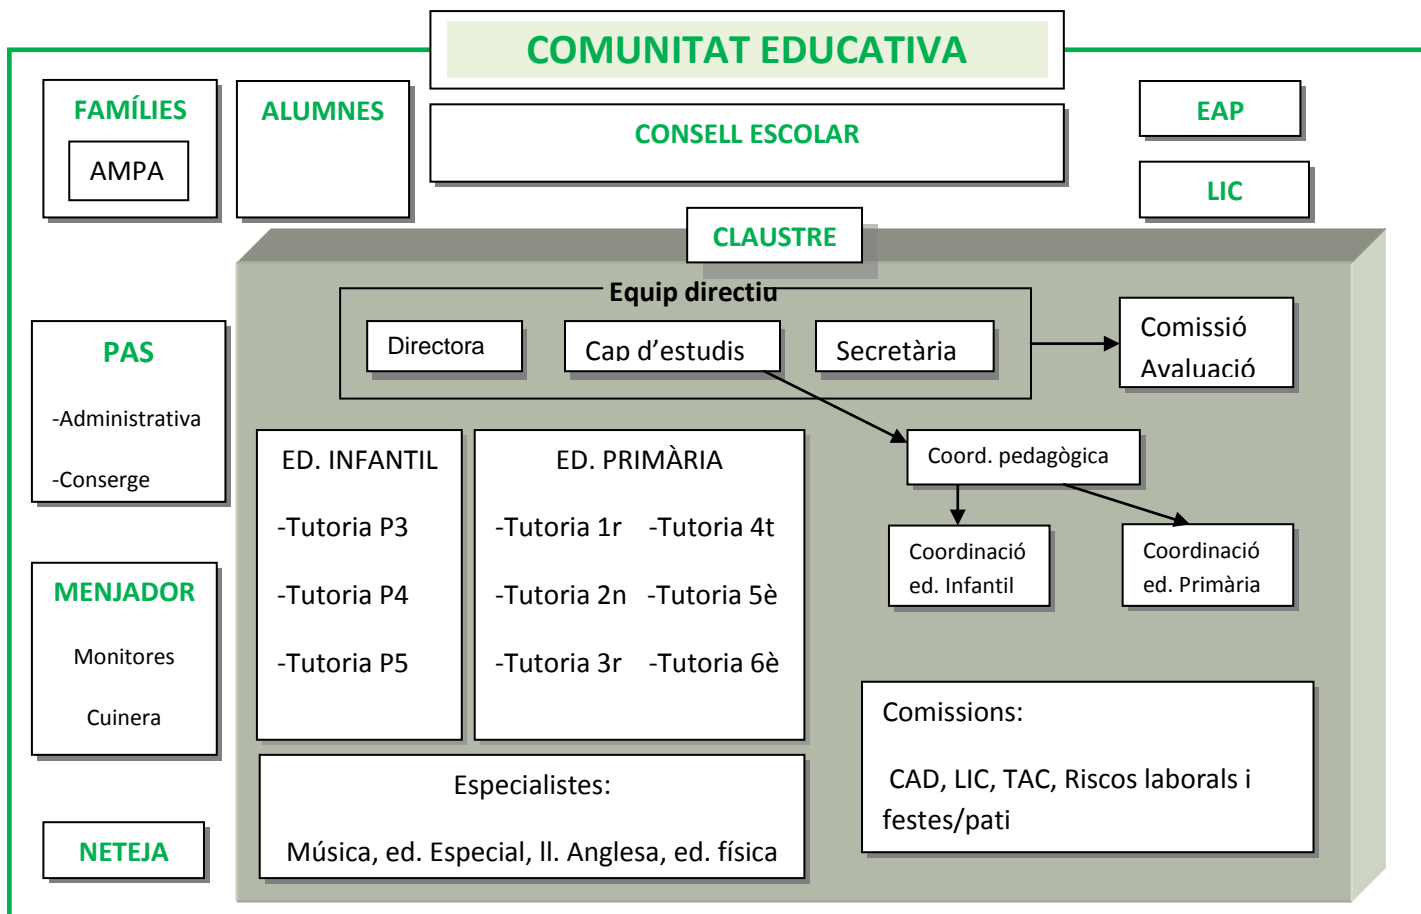 COMUNITAT EDUCATIVA
FAMÍLIES
AMPA
ALUMNES
CONSELL ESCOLAR
EAP
LIC
CLAUSTRE
Equip directiu
Directora
Cap d'estudis
Secretària
Comissió
Avaluació
PAS
-Administrativa
-Conserge
ED. INFANTIL
-Tutoria P3
-Tutoria P4
-Tutoria P5
ED. PRIMÀRIA
-Tutoria 1r -Tutoria 4t
-Tutoria 2n -Tutoria 5è
-Tutoria 3r -Tutoria 6è
Coord. pedagògica
Coordinació
ed. Infantil
Coordinació
ed. Primària
MENJADOR
Monitores
Cuinera
Comissions:
CAD, LIC, TAC, Riscos laborals i
festes/pati
Especialistes:
Música, ed. Especial, ll. Anglesa, ed. física
NETEJA